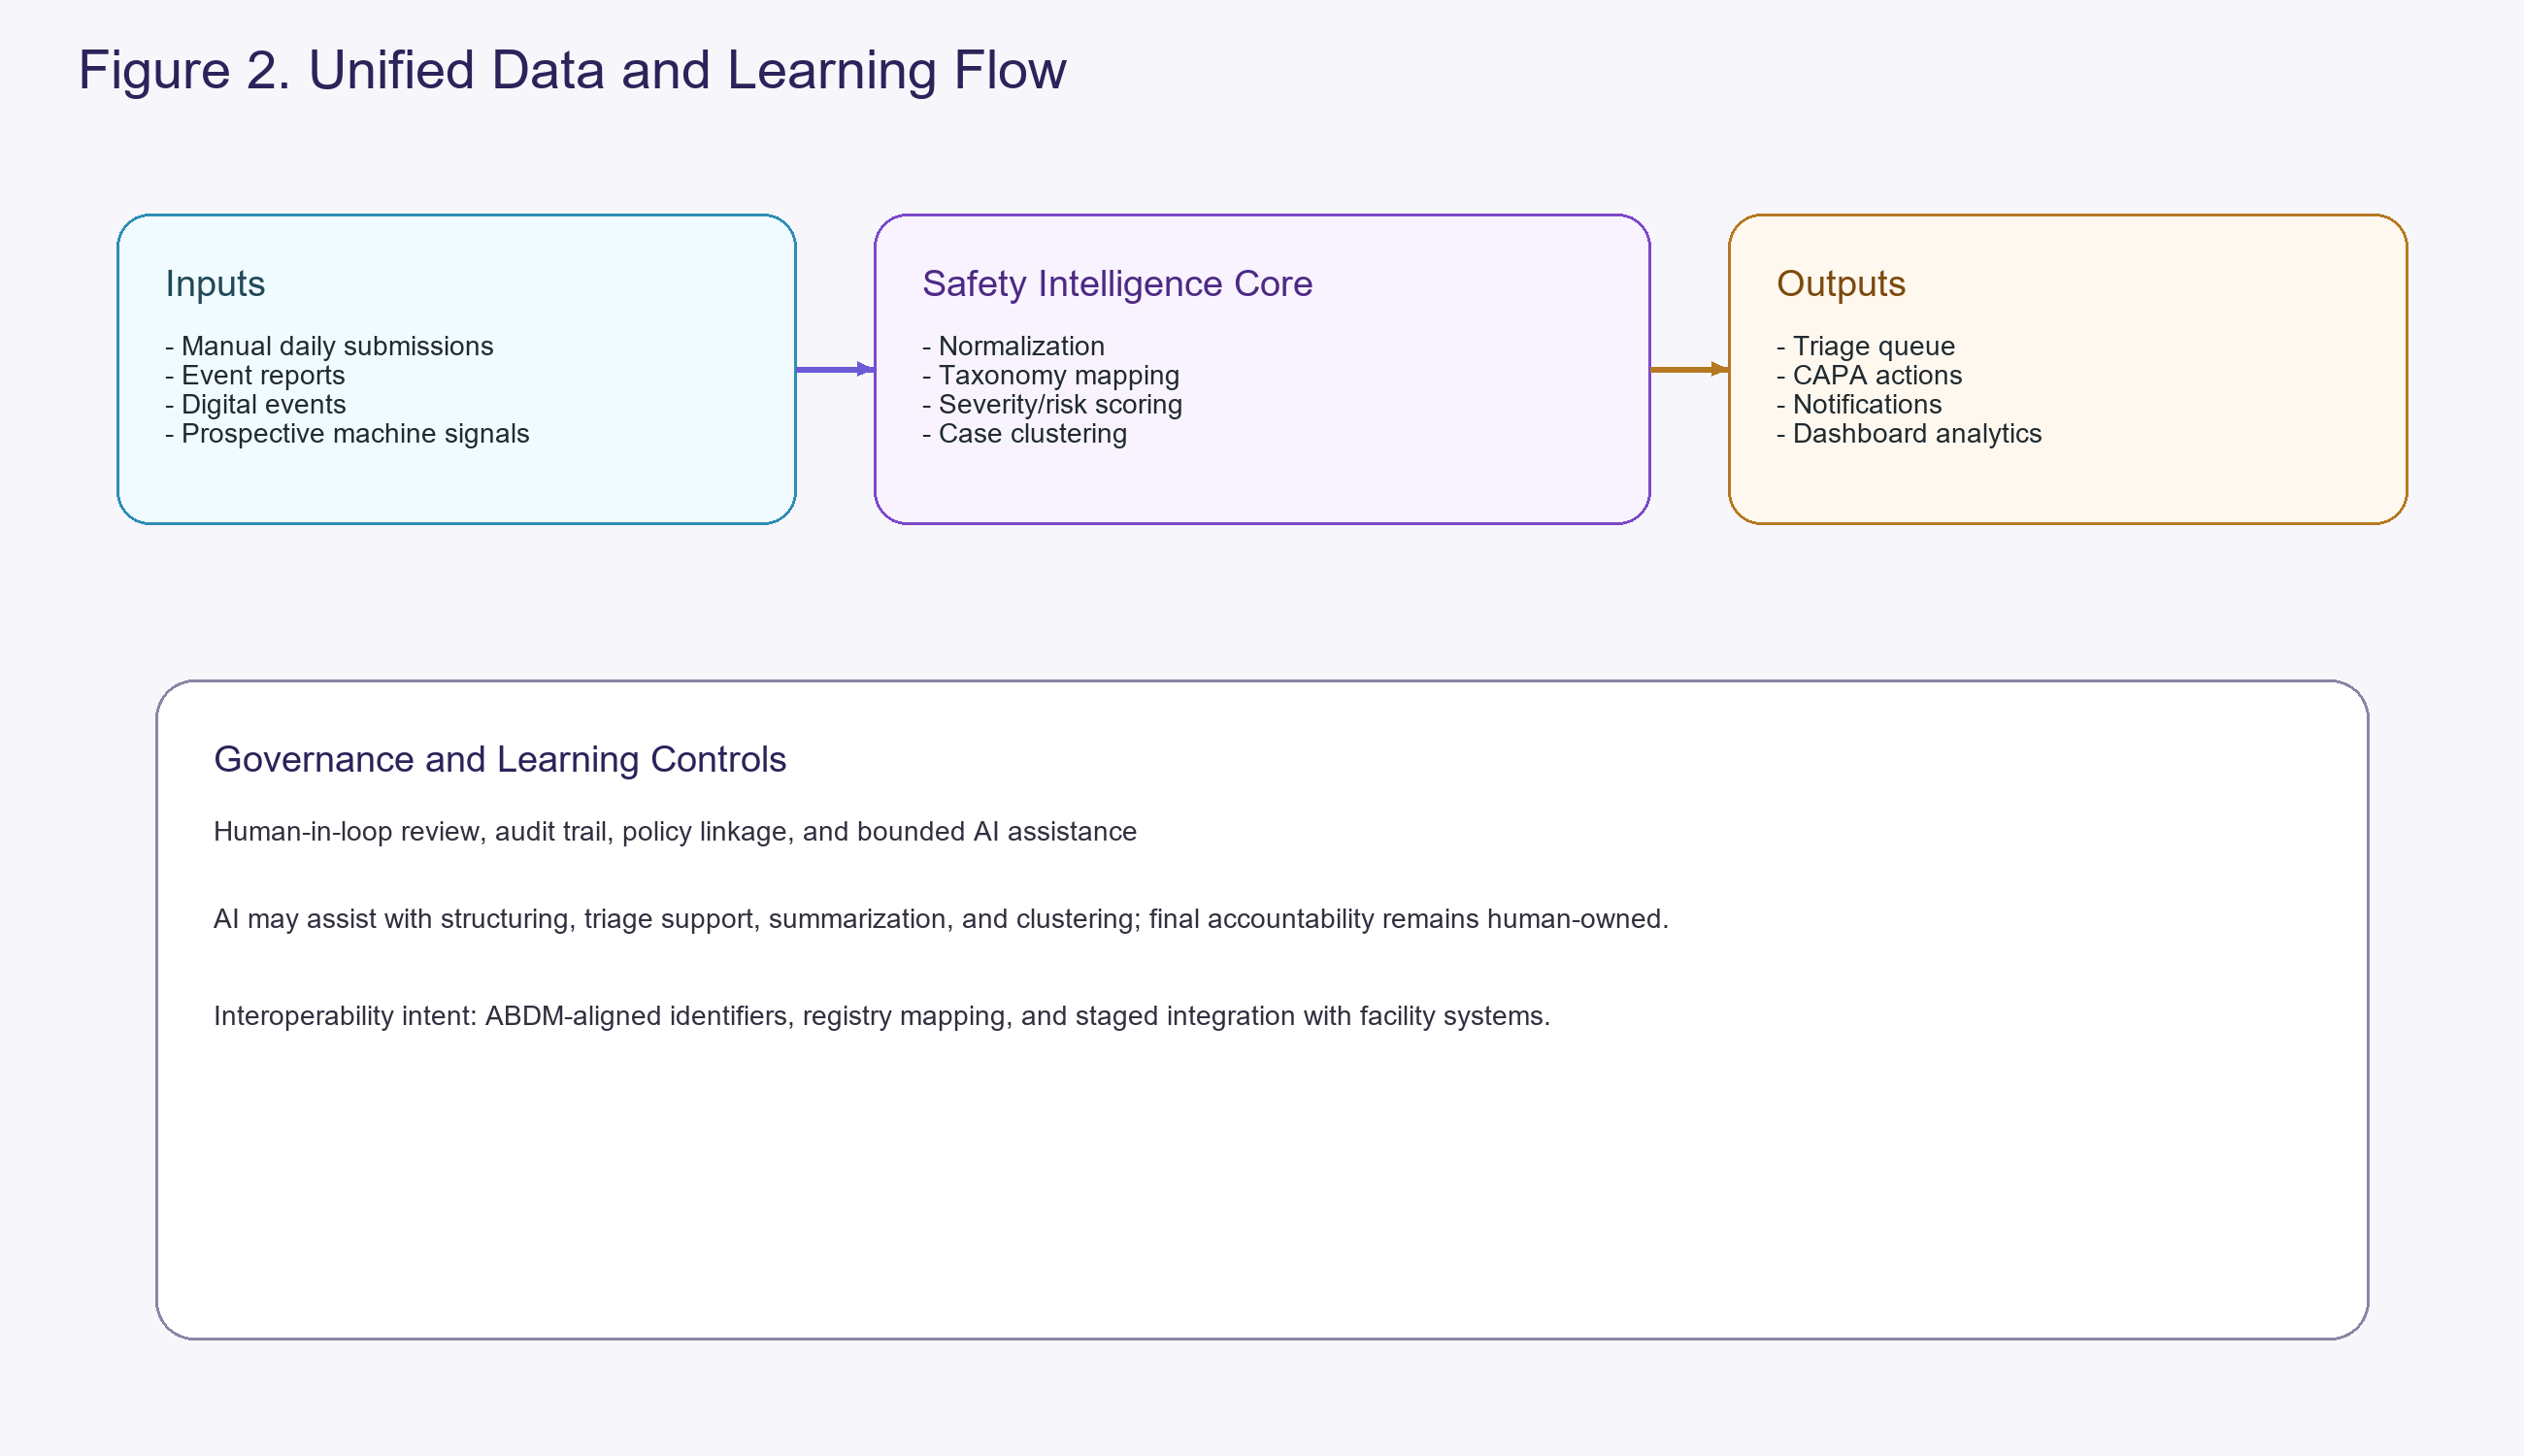 Figure 2. Unified Data and Learning Flow
Inputs
- Manual daily submissions
- Event reports
- Digital events
- Prospective machine signals
Safety Intelligence Core
- Normalization
- Taxonomy mapping
- Severity/risk scoring
- Case clustering
Outputs
- Triage queue
- CAPA actions
- Notifications
- Dashboard analytics
Governance and Learning Controls
Human-in-loop review, audit trail, policy linkage, and bounded AI assistance
AI may assist with structuring, triage support, summarization, and clustering; final accountability remains human-owned.
Interoperability intent: ABDM-aligned identifiers, registry mapping, and staged integration with facility systems.